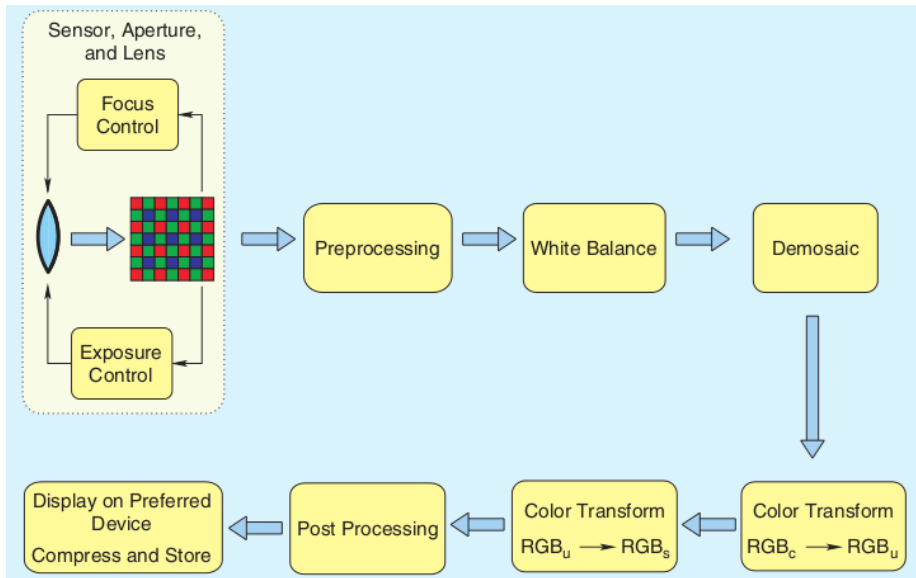 Sensor, Aperture,
and Lens
Focus
Control
Exposure
Control
Preprocessing
White Balance
Demosaic
Color Transform
RGBc → RGBu
Color Transform
RGBu → RGBs
Post Processing
Display on Preferred
Device
Compress and Store